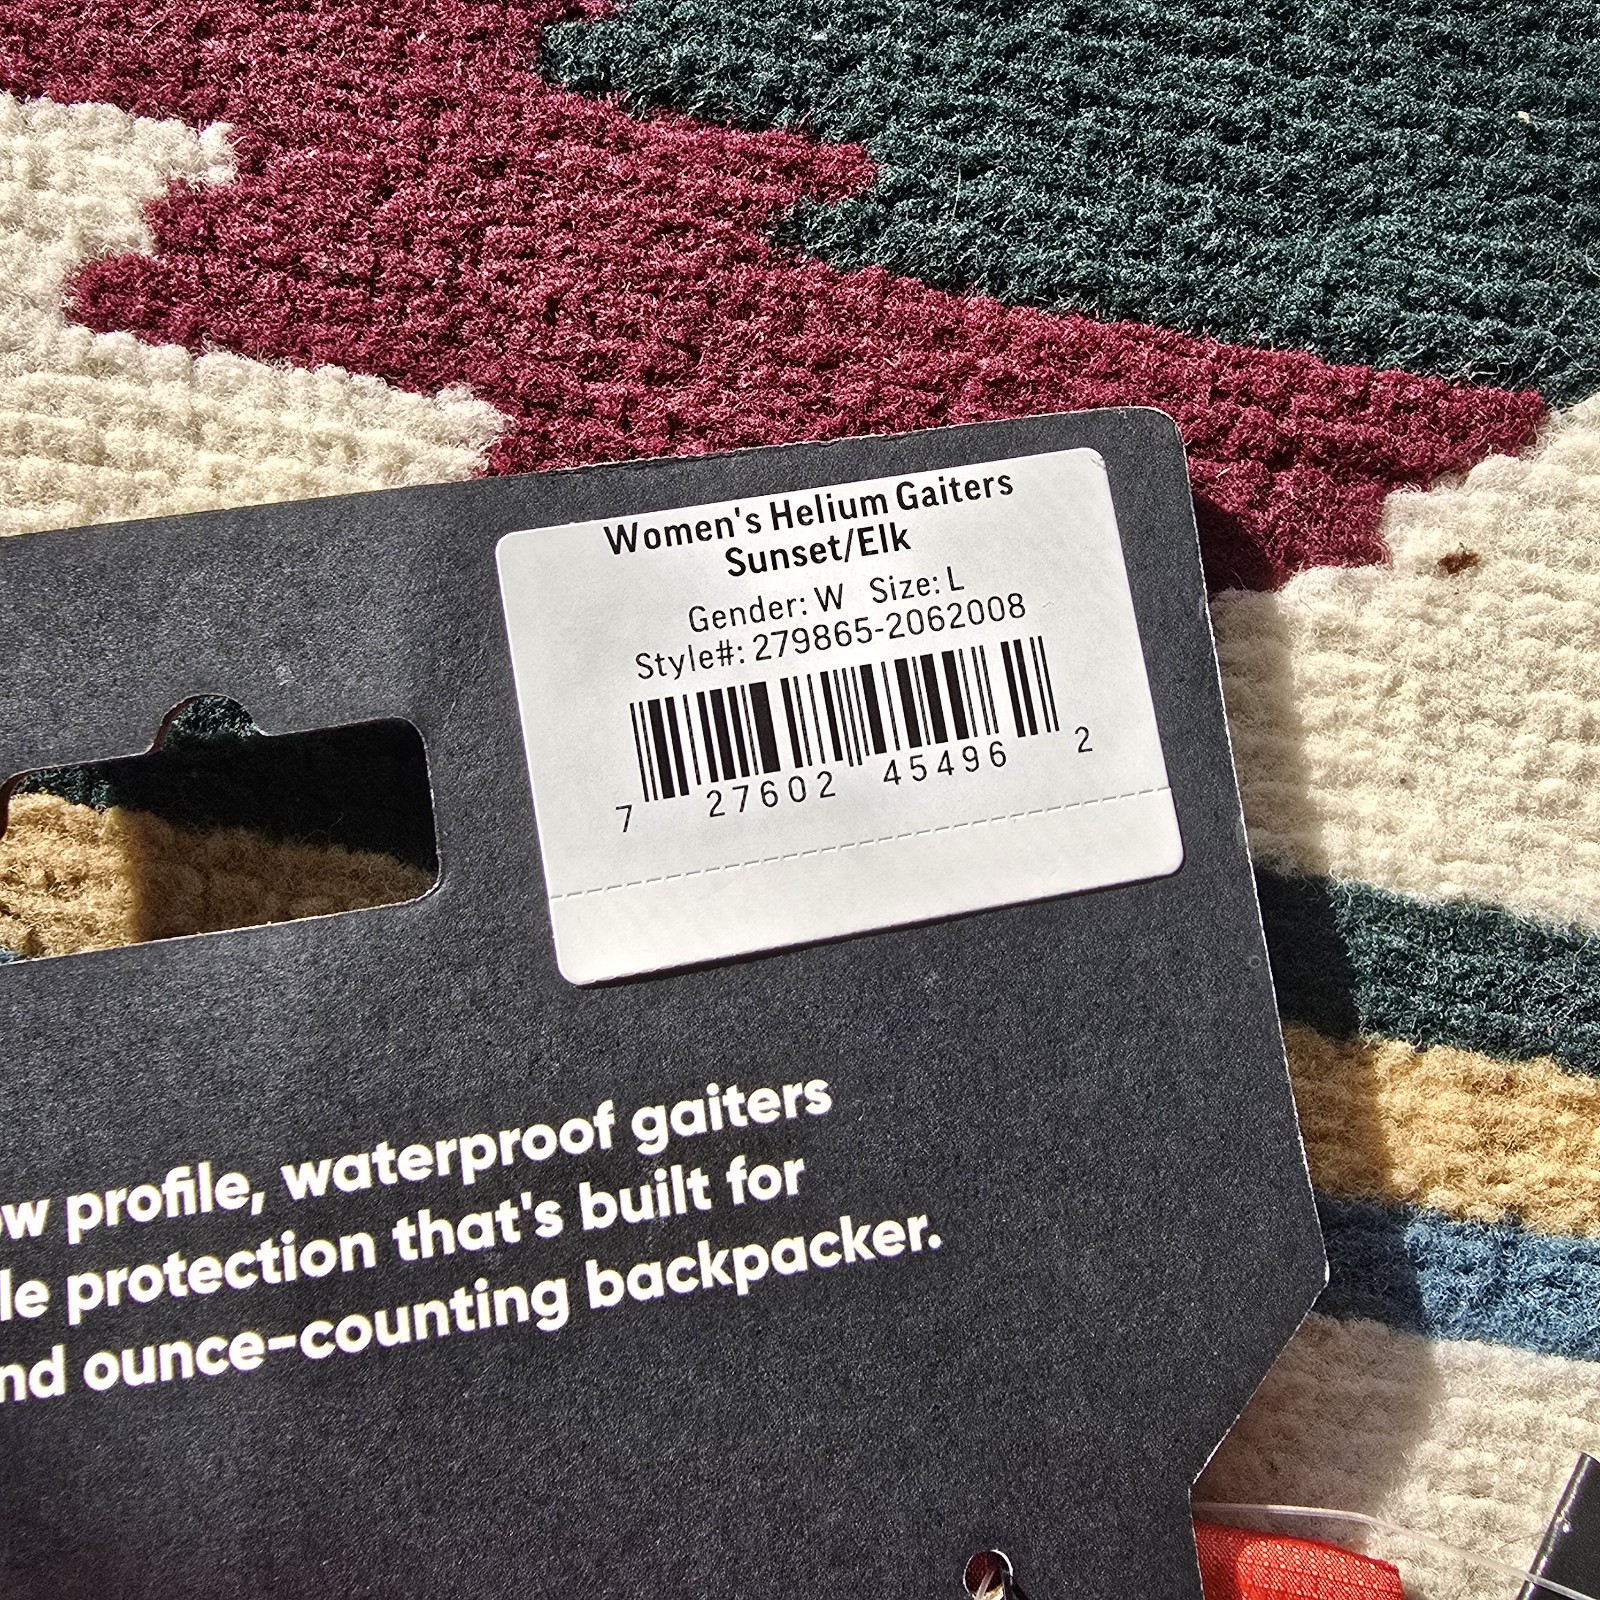 Women's Helium Gaiters
Sunset/Elk
Gender: W Size: L
Style#: 279865-2062008
7 27602 45496 2
profile, waterproof gaiters
protection that's built for
ounce-counting backpacker.